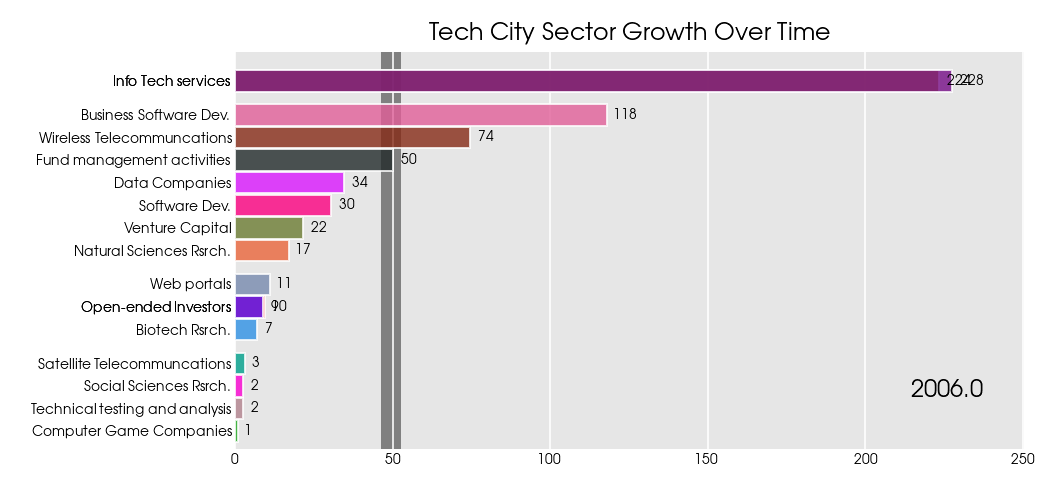 Tech City Sector Growth Over Time
Info Tech services 228
Business Software Dev. 118
Wireless Telecommuncations 74
Fund management activities 50
Data Companies 34
Software Dev. 30
Venture Capital 22
Natural Sciences Rsrch. 17
Web portals 11
Open-ended Investors
Biotech Rsrch. 7
Satellite Telecommuncations 3
Social Sciences Rsrch. 2
2006.0
Technical testing and analysis 2
Computer Game Companies 1
0 50 100 150 200 250